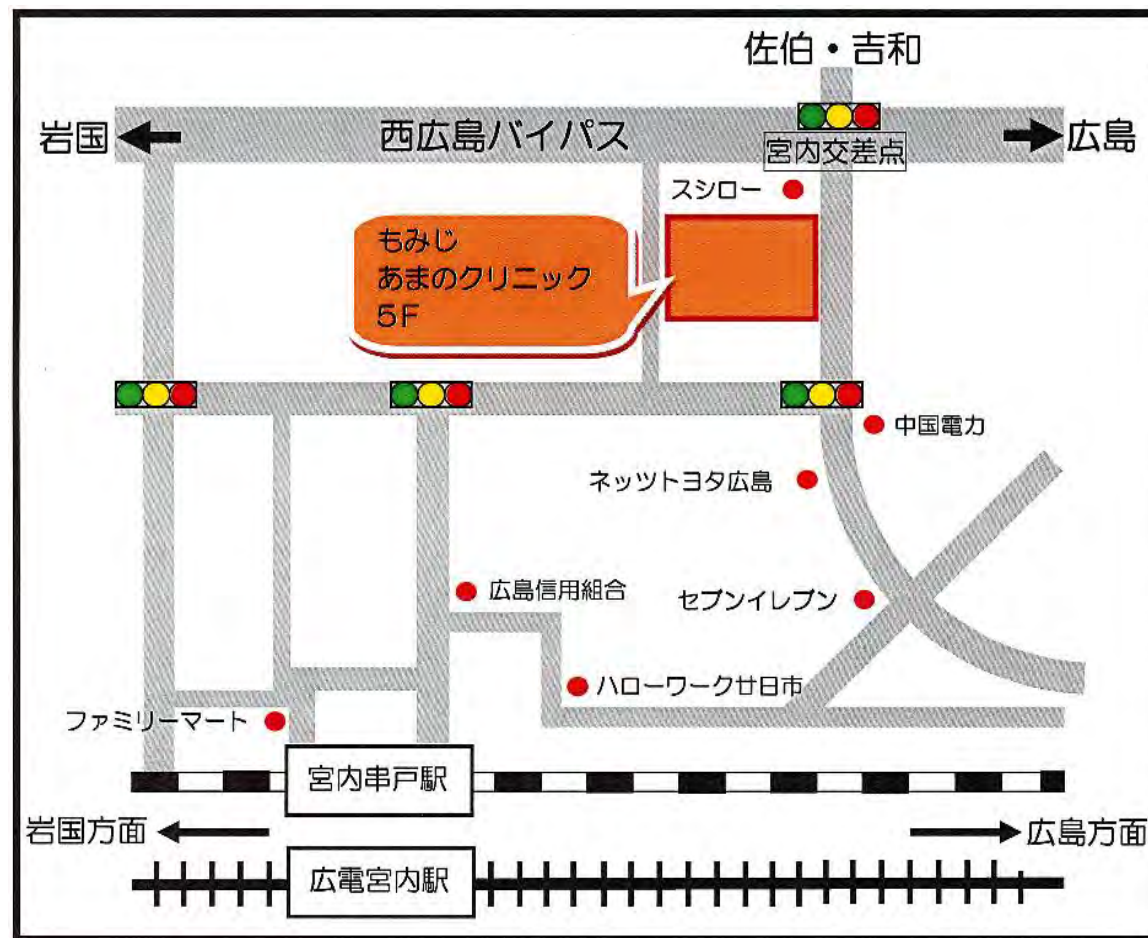 佐伯・吉和
岩国
西広島バイパス
宮内交差点
広島
スシロー
もみじ
あまのクリニック
5F
中国電力
ネッツトヨタ広島
広島信用組合
セブンイレブン
ハローワーク廿日市
ファミリーマート
宮内串戸駅
岩国方面
広島方面
広電宮内駅